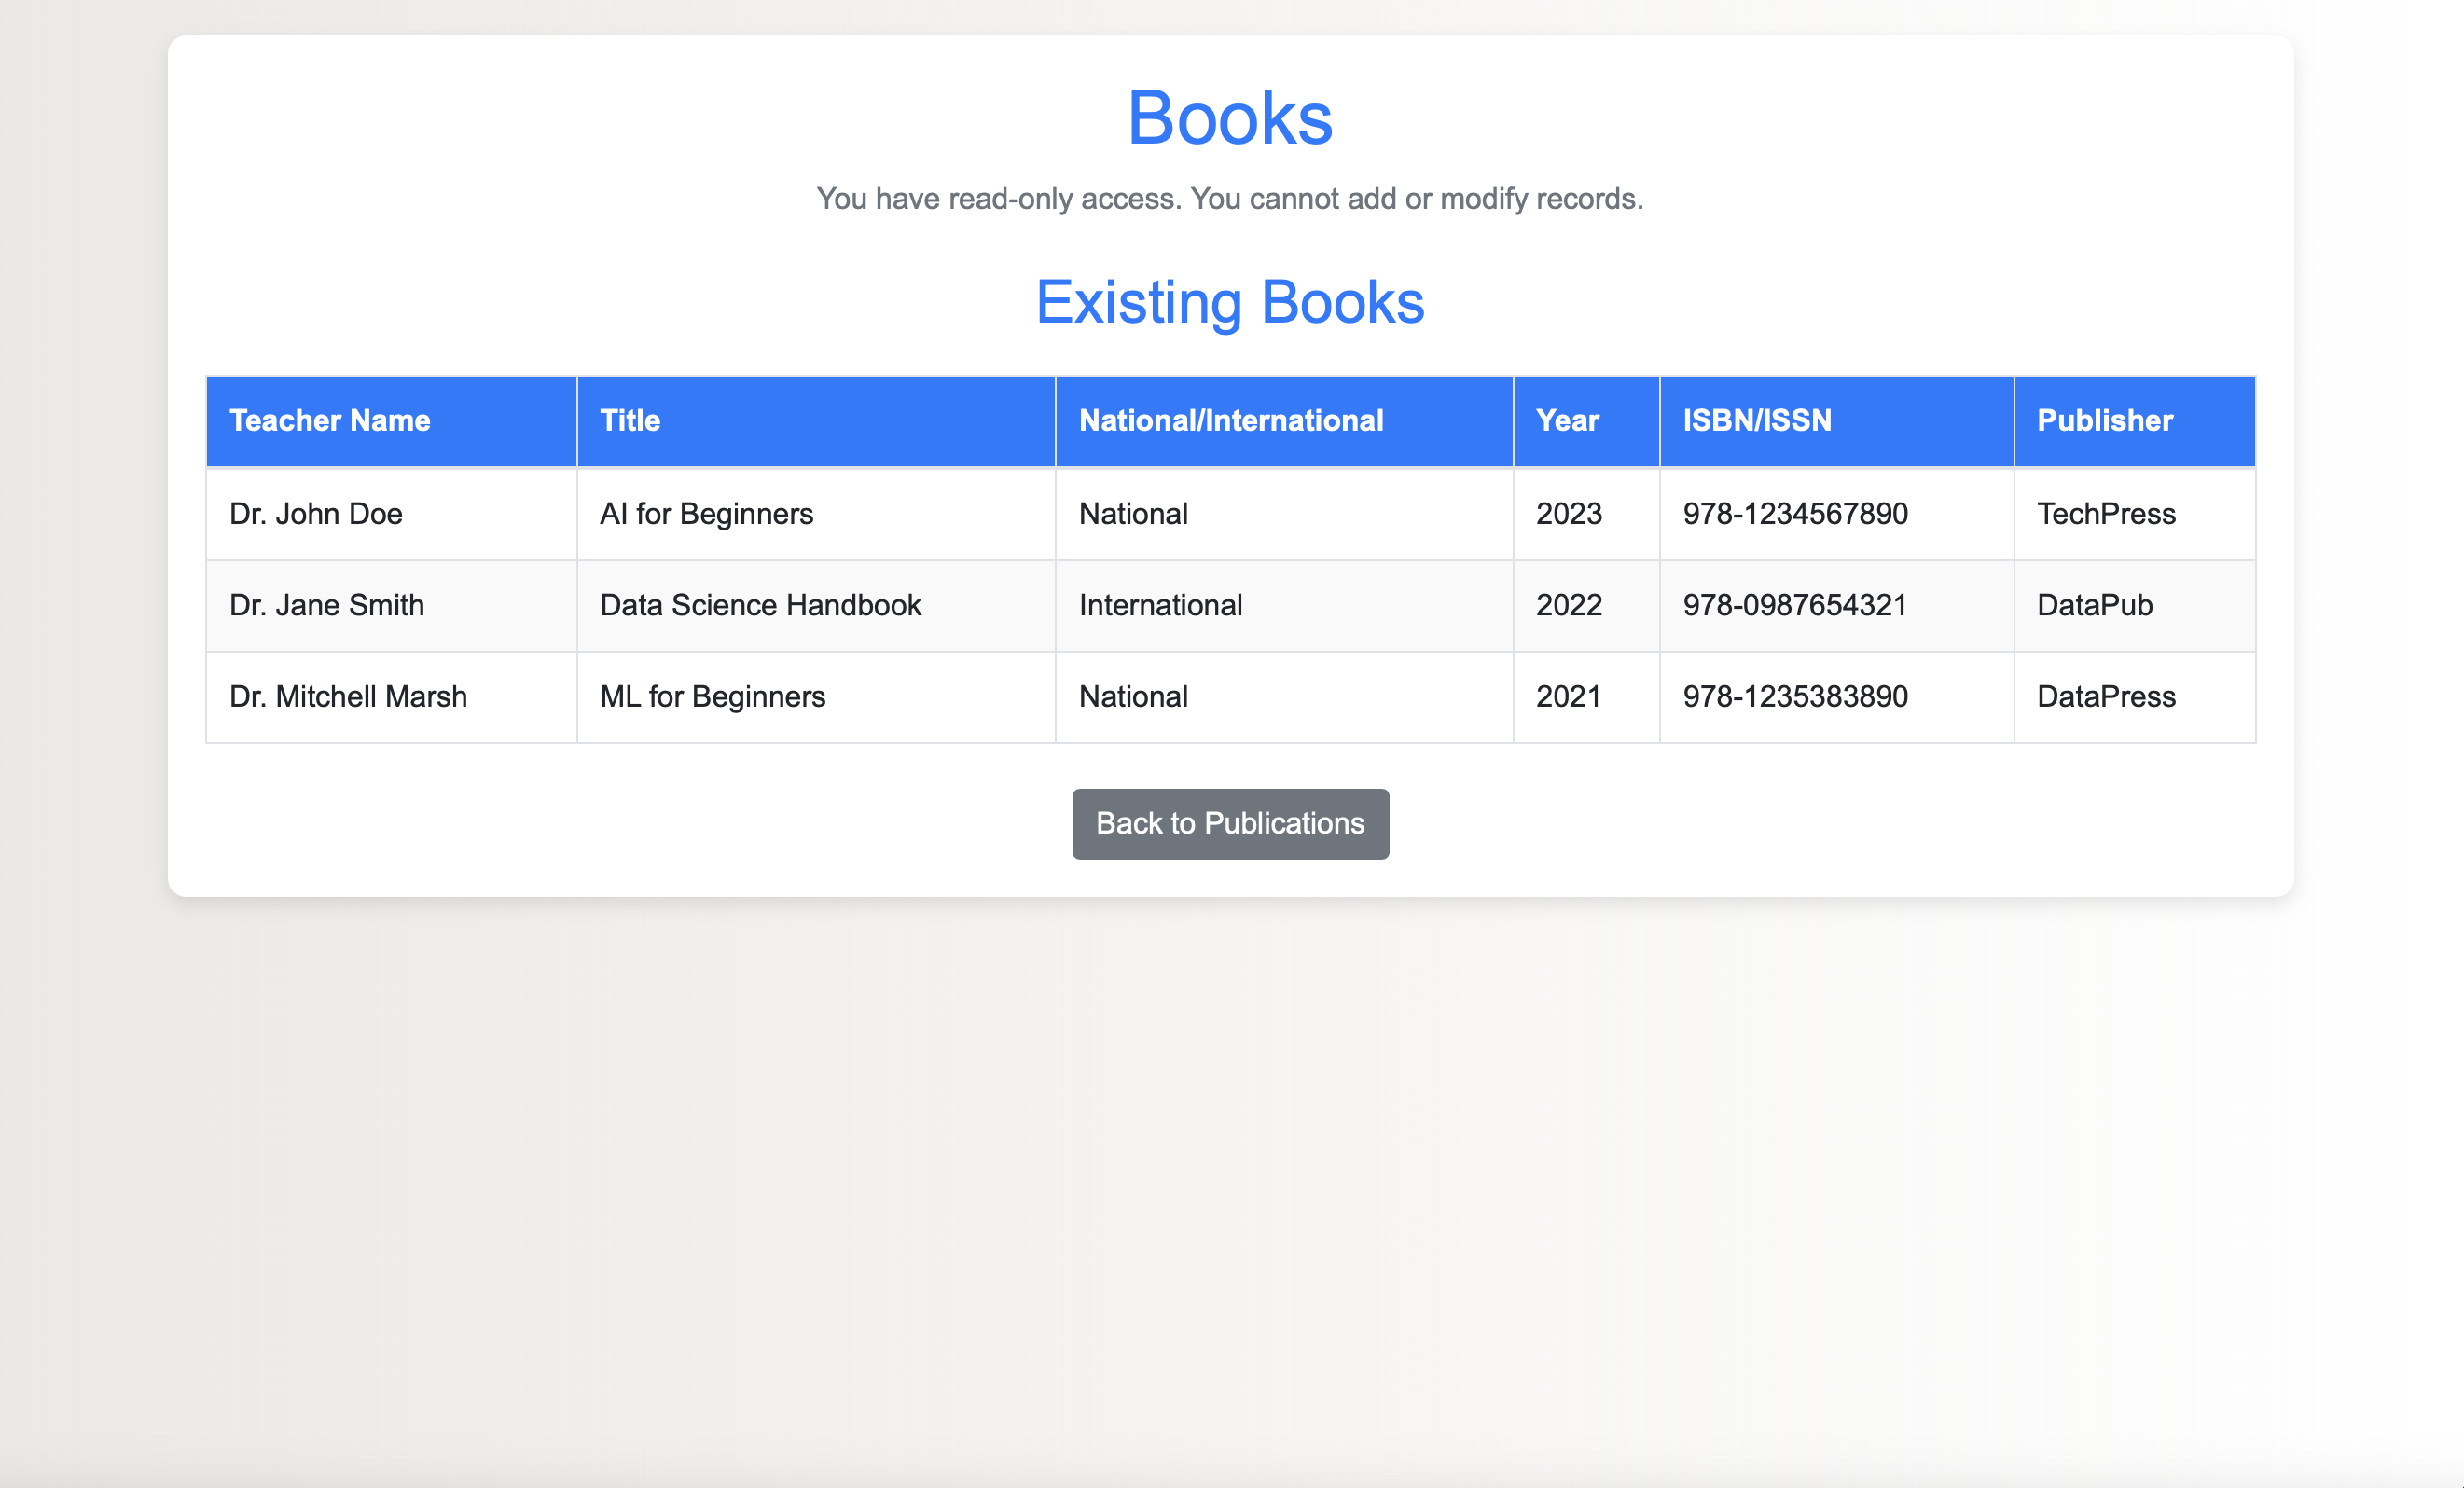 Books
You have read-only access. You cannot add or modify records.
Existing Books
Teacher Name Title National/International Year ISBN/ISSN Publisher
Dr. John Doe AI for Beginners National 2023 978-1234567890 TechPress
Dr. Jane Smith Data Science Handbook International 2022 978-0987654321 DataPub
Dr. Mitchell Marsh ML for Beginners National 2021 978-1235383890 DataPress
Back to Publications